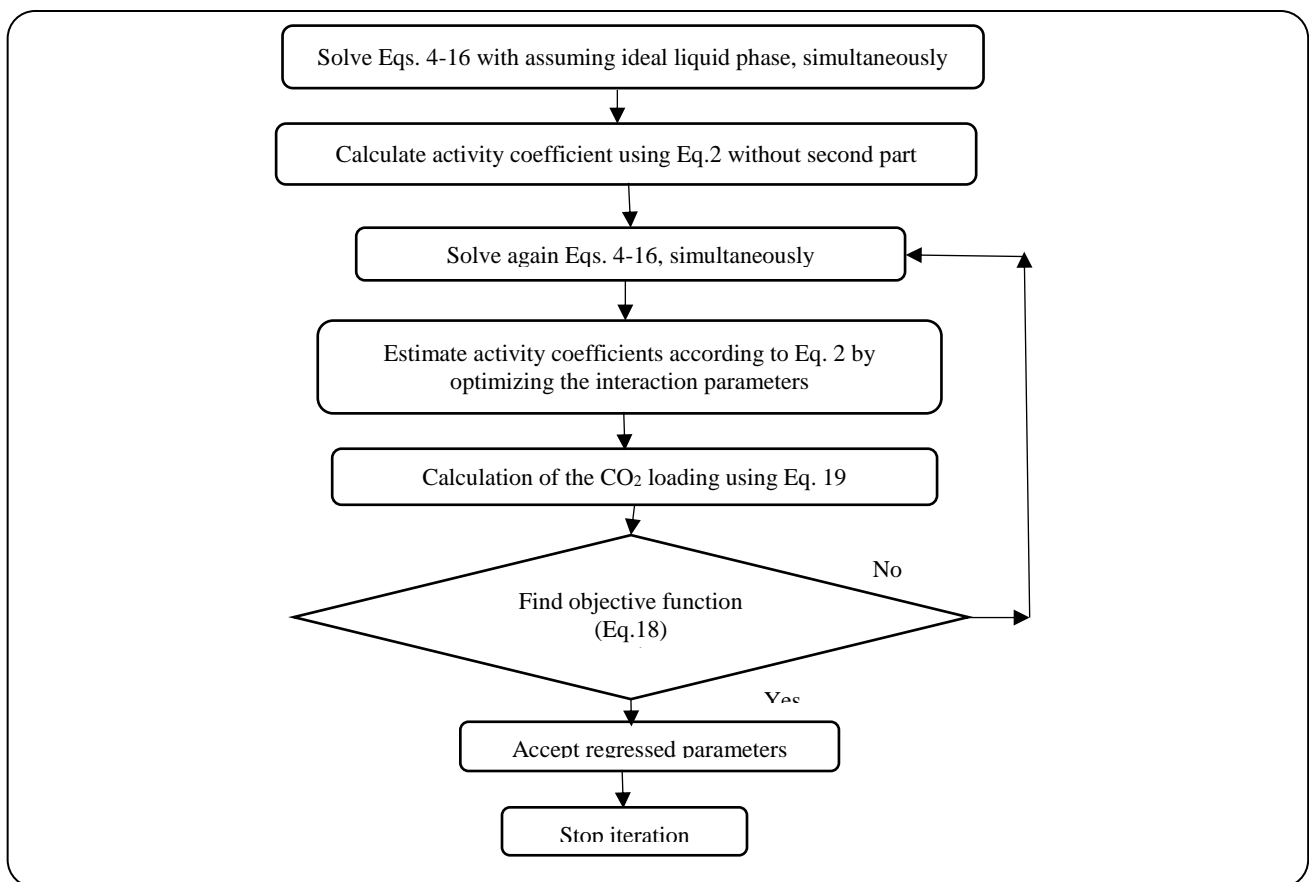 Solve Eqs. 4-16 with assuming ideal liquid phase, simultaneously
Calculate activity coefficient using Eq.2 without second part
Solve again Eqs. 4-16, simultaneously
Estimate activity coefficients according to Eq. 2 by
optimizing the interaction parameters
Calculation of the CO₂ loading using Eq. 19
No
Find objective function
(Eq.18)
Yes
Accept regressed parameters
Stop iteration